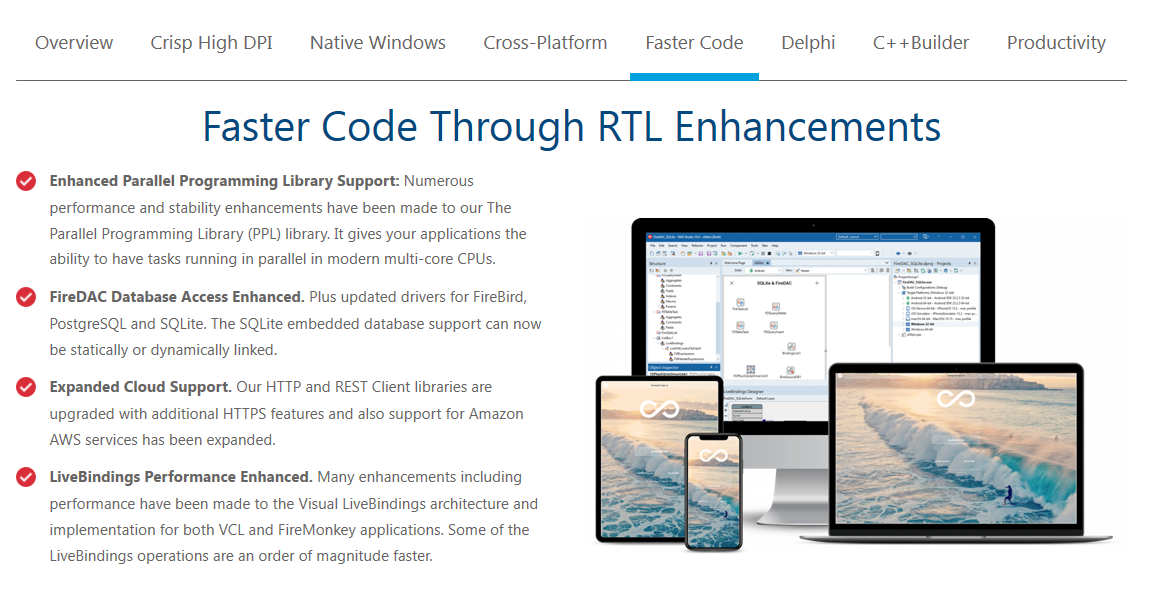 Overview Crisp High DPI Native Windows Cross-Platform Faster Code Delphi C++Builder Productivity
Faster Code Through RTL Enhancements
Enhanced Parallel Programming Library Support: Numerous
performance and stability enhancements have been made to our The
Parallel Programming Library (PPL) library. It gives your applications the
ability to have tasks running in parallel in modern multi-core CPUs.
FireDAC Database Access Enhanced. Plus updated drivers for FireBird,
PostgreSQL and SQLite. The SQLite embedded database support can now
be statically or dynamically linked.
Expanded Cloud Support. Our HTTP and REST Client libraries are
upgraded with additional HTTPS features and also support for Amazon
AWS services has been expanded.
LiveBindings Performance Enhanced. Many enhancements including
performance have been made to the Visual LiveBindings architecture and
implementation for both VCL and FireMonkey applications. Some of the
LiveBindings operations are an order of magnitude faster.
Structure
SQLite & FireDAC
Object Inspector
LiveBindings Designer